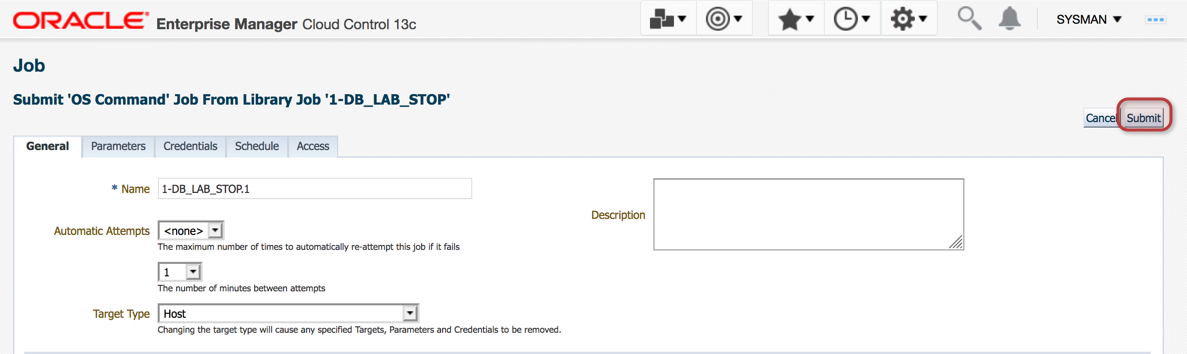 ORACLE® Enterprise Manager Cloud Control 13c
SYSMAN
Job
Submit 'OS Command' Job From Library Job '1-DB_LAB_STOP'
Cancel Submit
General Parameters Credentials Schedule Access
* Name 1-DB_LAB_STOP.1
Description
Automatic Attempts <none>
The maximum number of times to automatically re-attempt this job if it fails
1
The number of minutes between attempts
Target Type Host
Changing the target type will cause any specified Targets, Parameters and Credentials to be removed.